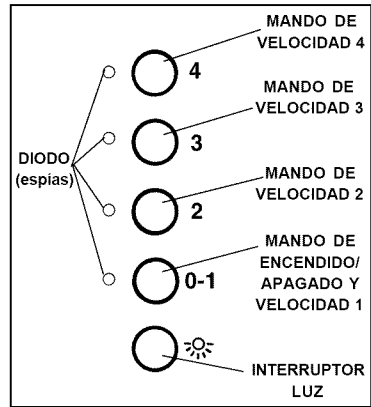 MANDO DE
VELOCIDAD 4
4
MANDO DE
VELOCIDAD 3
3
DIODO
(espías)
MANDO DE
VELOCIDAD 2
2
MANDO DE
ENCENDIDO/
APAGADO Y
VELOCIDAD 1
0-1
INTERRUPTOR
LUZ